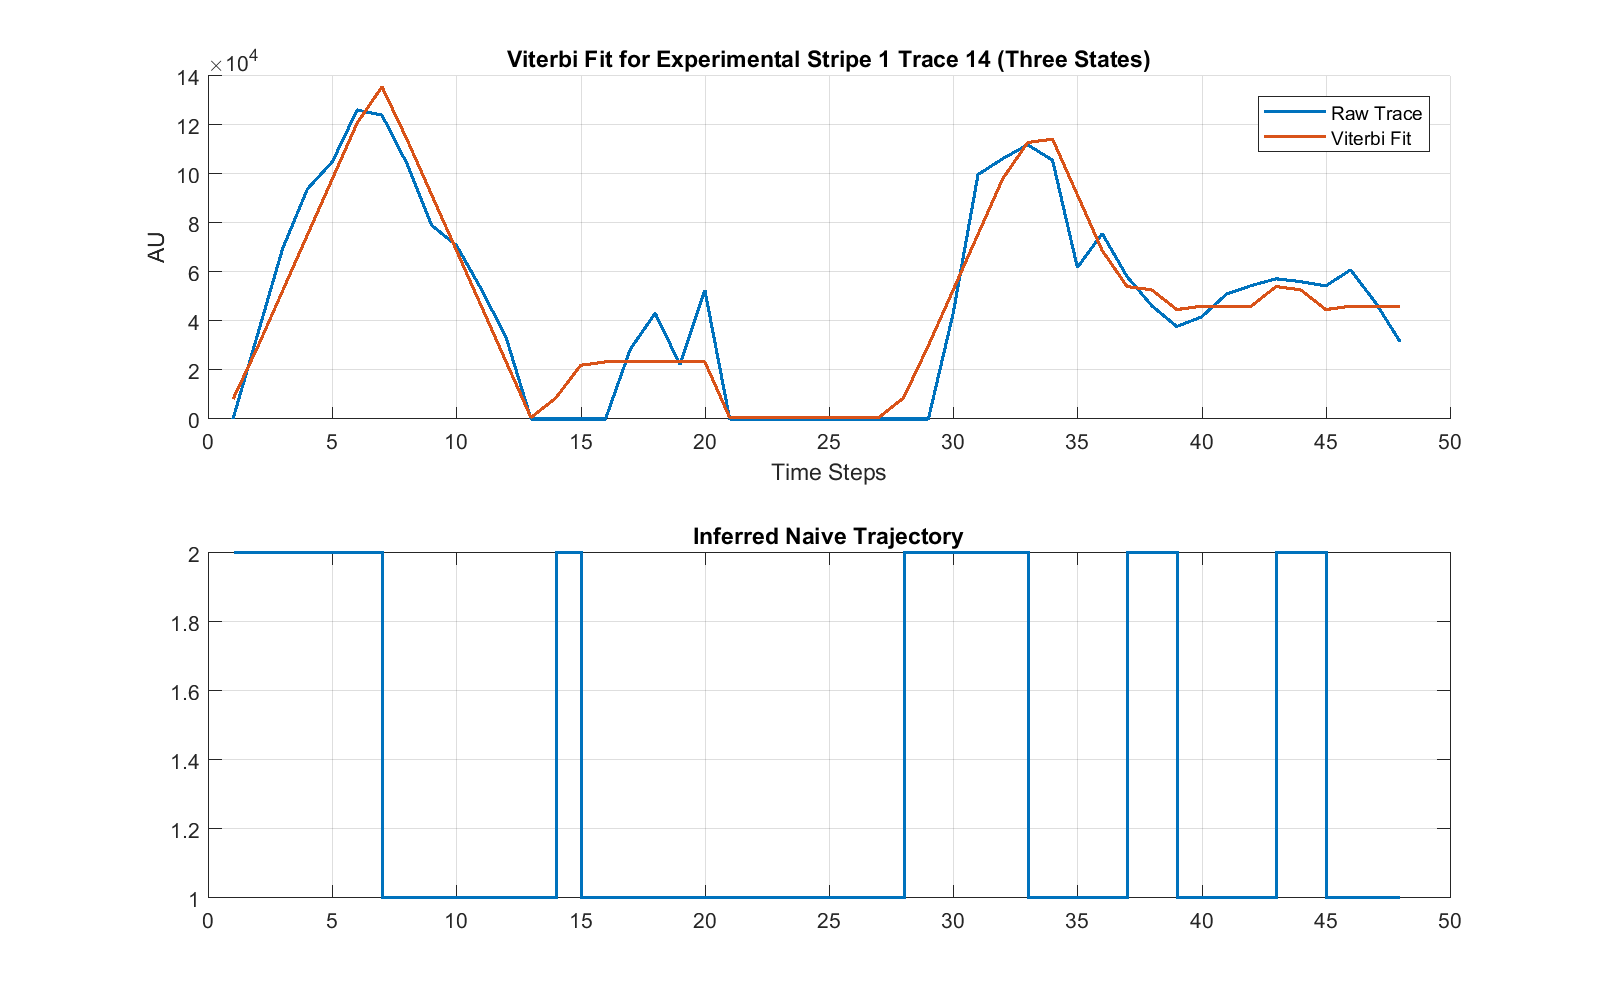 Viterbi Fit for Experimental Stripe 1 Trace 14 (Three States)
×10⁴
14
12
10
8
6
4
2
0
AU
Raw Trace
Viterbi Fit
0 5 10 15 20 25 30 35 40 45 50
Time Steps
Inferred Naive Trajectory
2
1.8
1.6
1.4
1.2
1
0 5 10 15 20 25 30 35 40 45 50